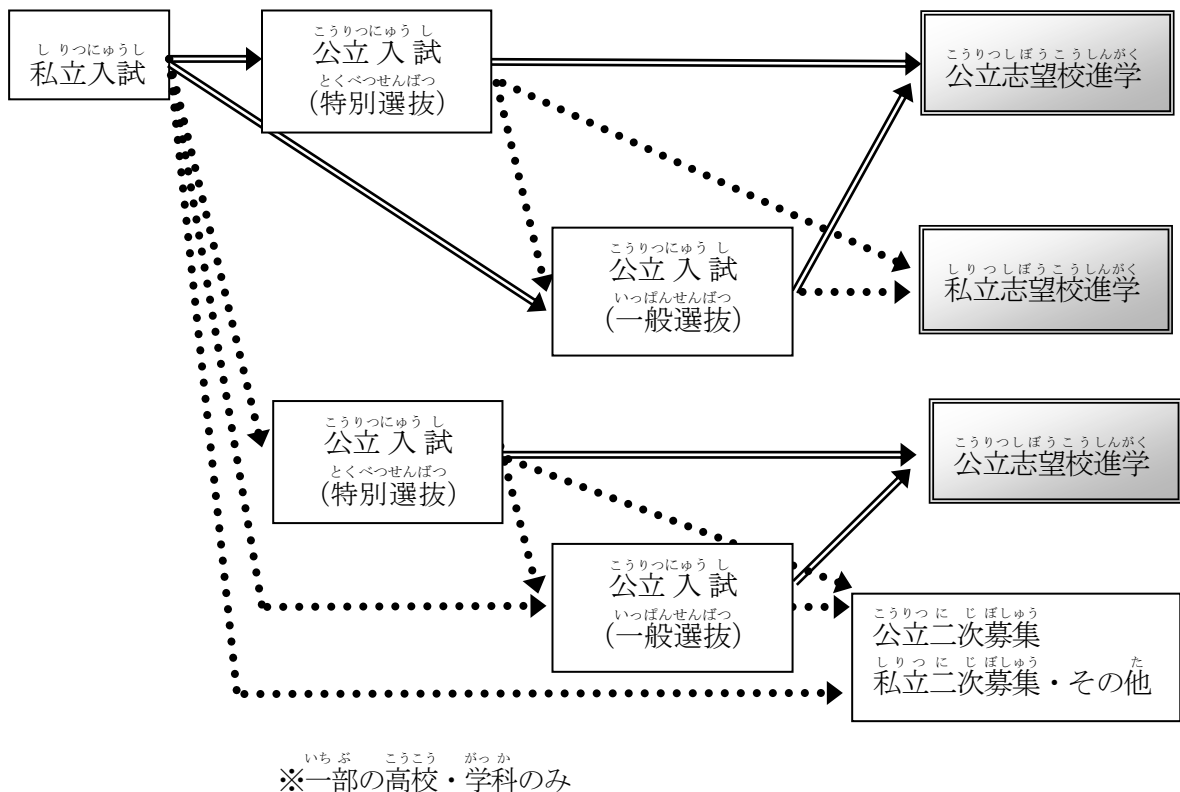 しりつにゅうし
私立入試
こうりつにゅうし
公立入試
とくべつせんばつ
(特別選抜)
こうりつしぼうこうしんがく
公立志望校進学
こうりつにゅうし
公立入試
いっぱんせんばつ
(一般選抜)
しりつしぼうこうしんがく
私立志望校進学
こうりつにゅうし
公立入試
とくべつせんばつ
(特別選抜)
こうりつしぼうこうしんがく
公立志望校進学
こうりつにゅうし
公立入試
いっぱんせんばつ
(一般選抜)
こうりつ に じ ぼしゅう
公立二次募集
しりつ に じ ぼしゅう た
私立二次募集・その他
いちぶ こうこう がっか
※一部の高校・学科のみ